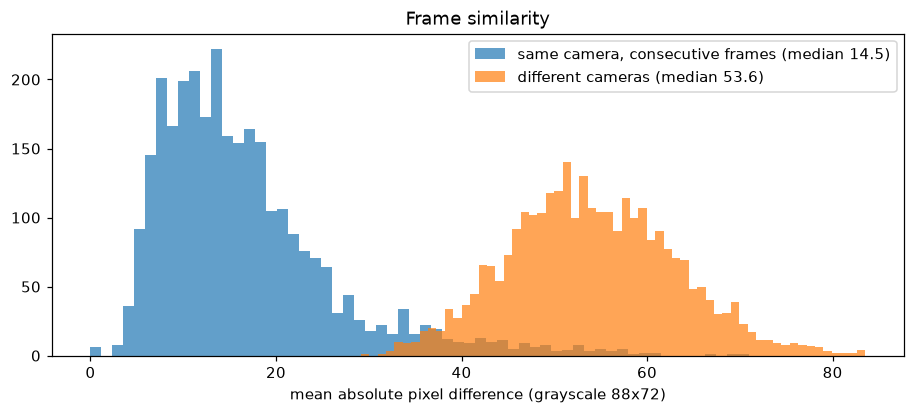 Frame similarity
same camera, consecutive frames (median 14.5)
different cameras (median 53.6)
200
150
100
50
0
0 20 40 60 80
mean absolute pixel difference (grayscale 88x72)